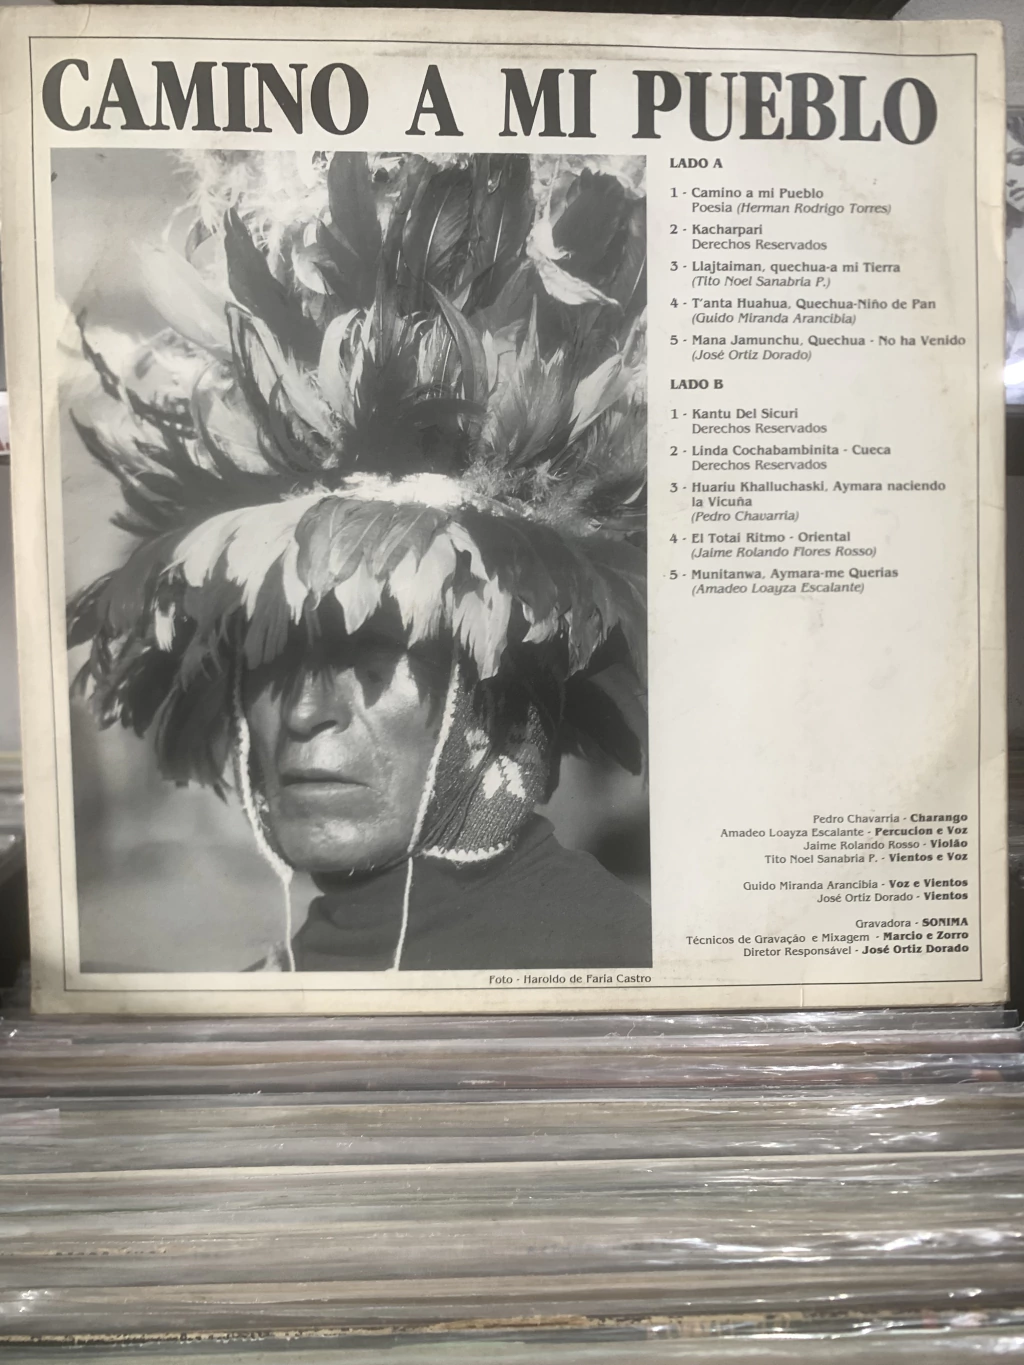 CAMINO A MI PUEBLO
LADO A
1 - Camino a mi Pueblo
Poesia (Herman Rodrigo Torres)
2 - Kacharpari
Derechos Reservados
3 - Llajtaiman, quechua-a mi Tierra
(Tito Noel Sanabria P.)
4 - T'anta Huahua, Quechua-Niño de Pan
(Guido Miranda Arancibia)
5 - Mana Jamunchu, Quechua - No ha Venido
(José Ortiz Dorado)
LADO B
1 - Kantu Del Sicuri
Derechos Reservados
2 - Linda Cochabambinita - Cueca
Derechos Reservados
3 - Huariu Khalluchaski, Aymara naciendo
la Vicuña
(Pedro Chavarria)
4 - El Totai Ritmo - Oriental
(Jaime Rolando Flores Rosso)
5 - Munitanwa, Aymara-me Querias
(Amadeo Loayza Escalante)
Pedro Chavarria - Charango
Amadeo Loayza Escalante - Percucion e Voz
Jaime Rolando Rosso - Violão
Tito Noel Sanabria P. - Vientos e Voz
Guido Miranda Arancibia - Voz e Vientos
José Ortiz Dorado - Vientos
Gravadora - SONIMA
Técnicos de Gravação e Mixagem - Marcio e Zorro
Diretor Responsável - José Ortiz Dorado
Foto - Haroldo de Faria Castro